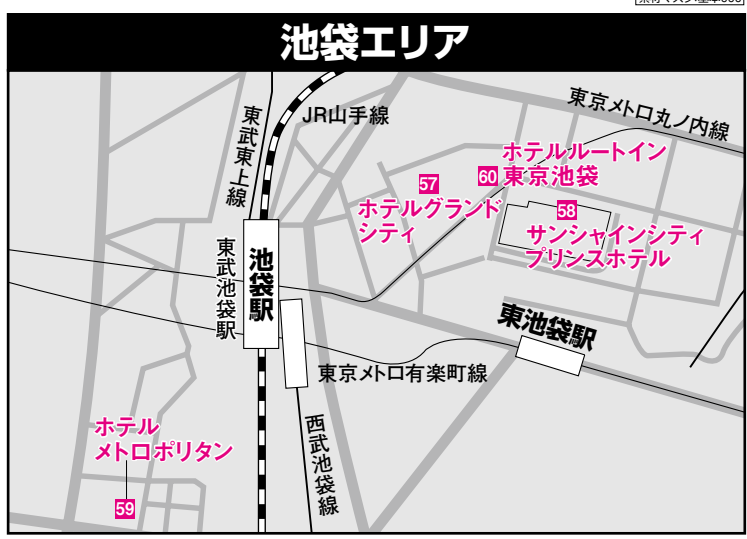 池袋エリア
東京メトロ丸ノ内線
JR山手線
東武東上線
ホテルルートイン
60 東京池袋
57
ホテルグランド
シティ
58
サンシャインシティ
プリンスホテル
東武池袋駅
池袋駅
東池袋駅
東京メトロ有楽町線
西武池袋線
ホテル
メトロポリタン
59